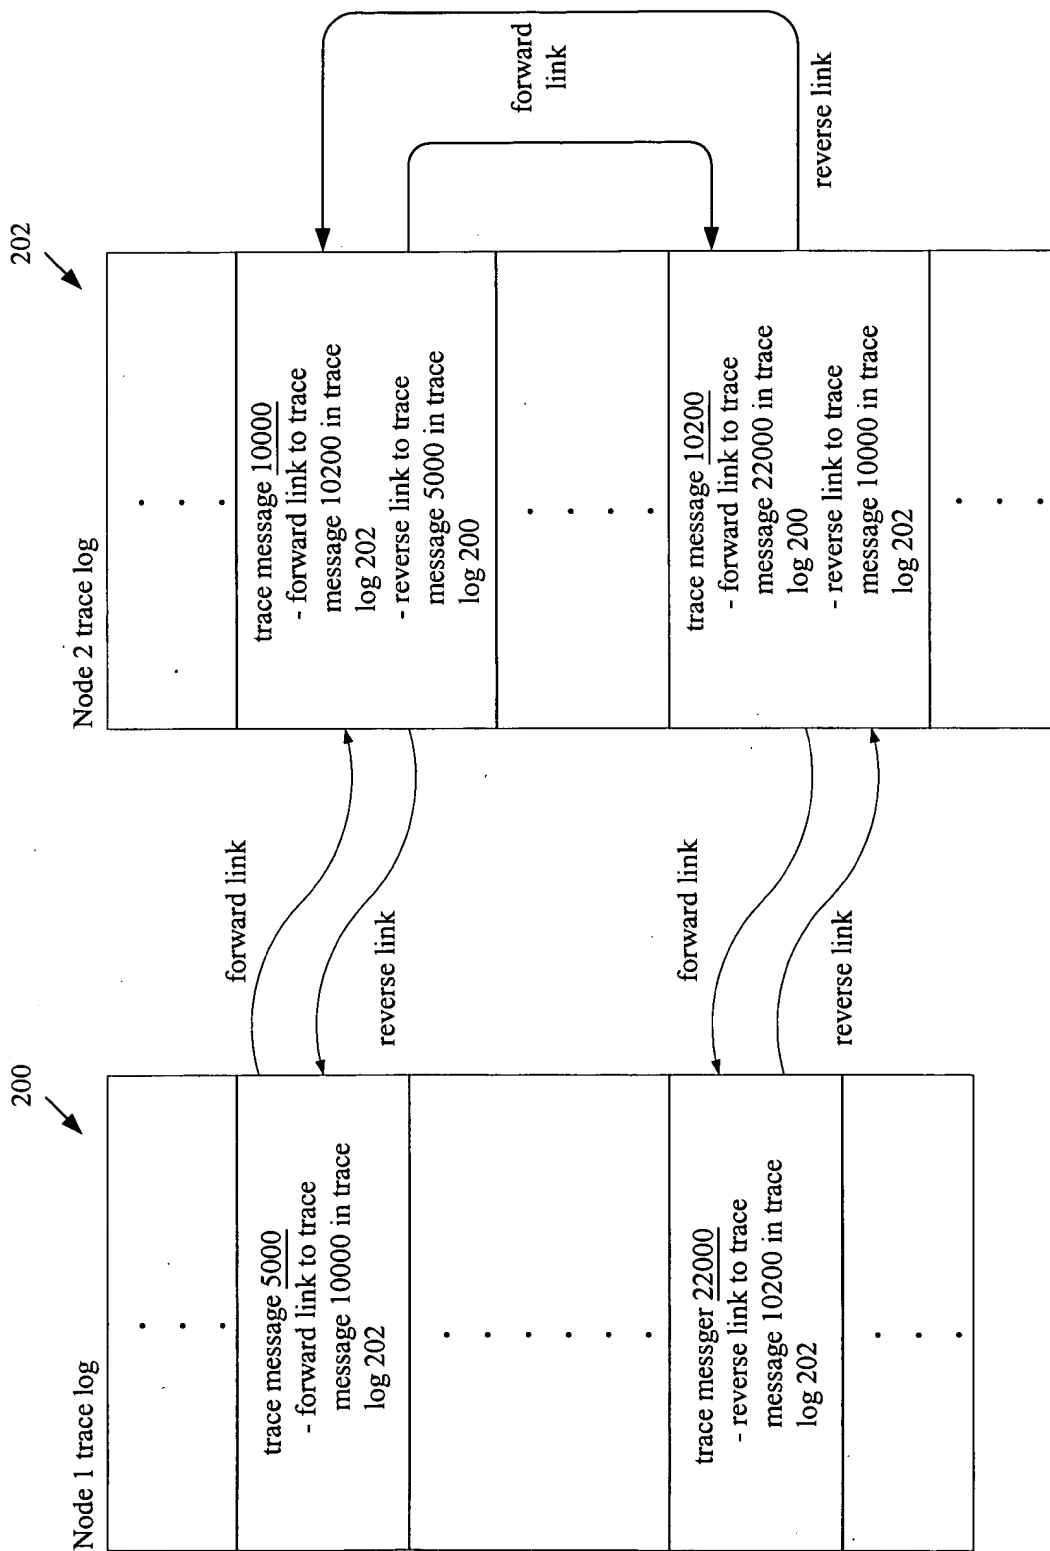 200
Node 1 trace log
trace message 5000
- forward link to trace
message 10000 in trace
log 202
trace messger 22000
- reverse link to trace
message 10200 in trace
log 202
forward link
reverse link
forward link
reverse link
202
Node 2 trace log
trace message 10000
- forward link to trace
message 10200 in trace
log 202
- reverse link to trace
message 5000 in trace
log 200
trace message 10200
- forward link to trace
message 22000 in trace
log 200
- reverse link to trace
message 10000 in trace
log 202
forward
link
reverse link